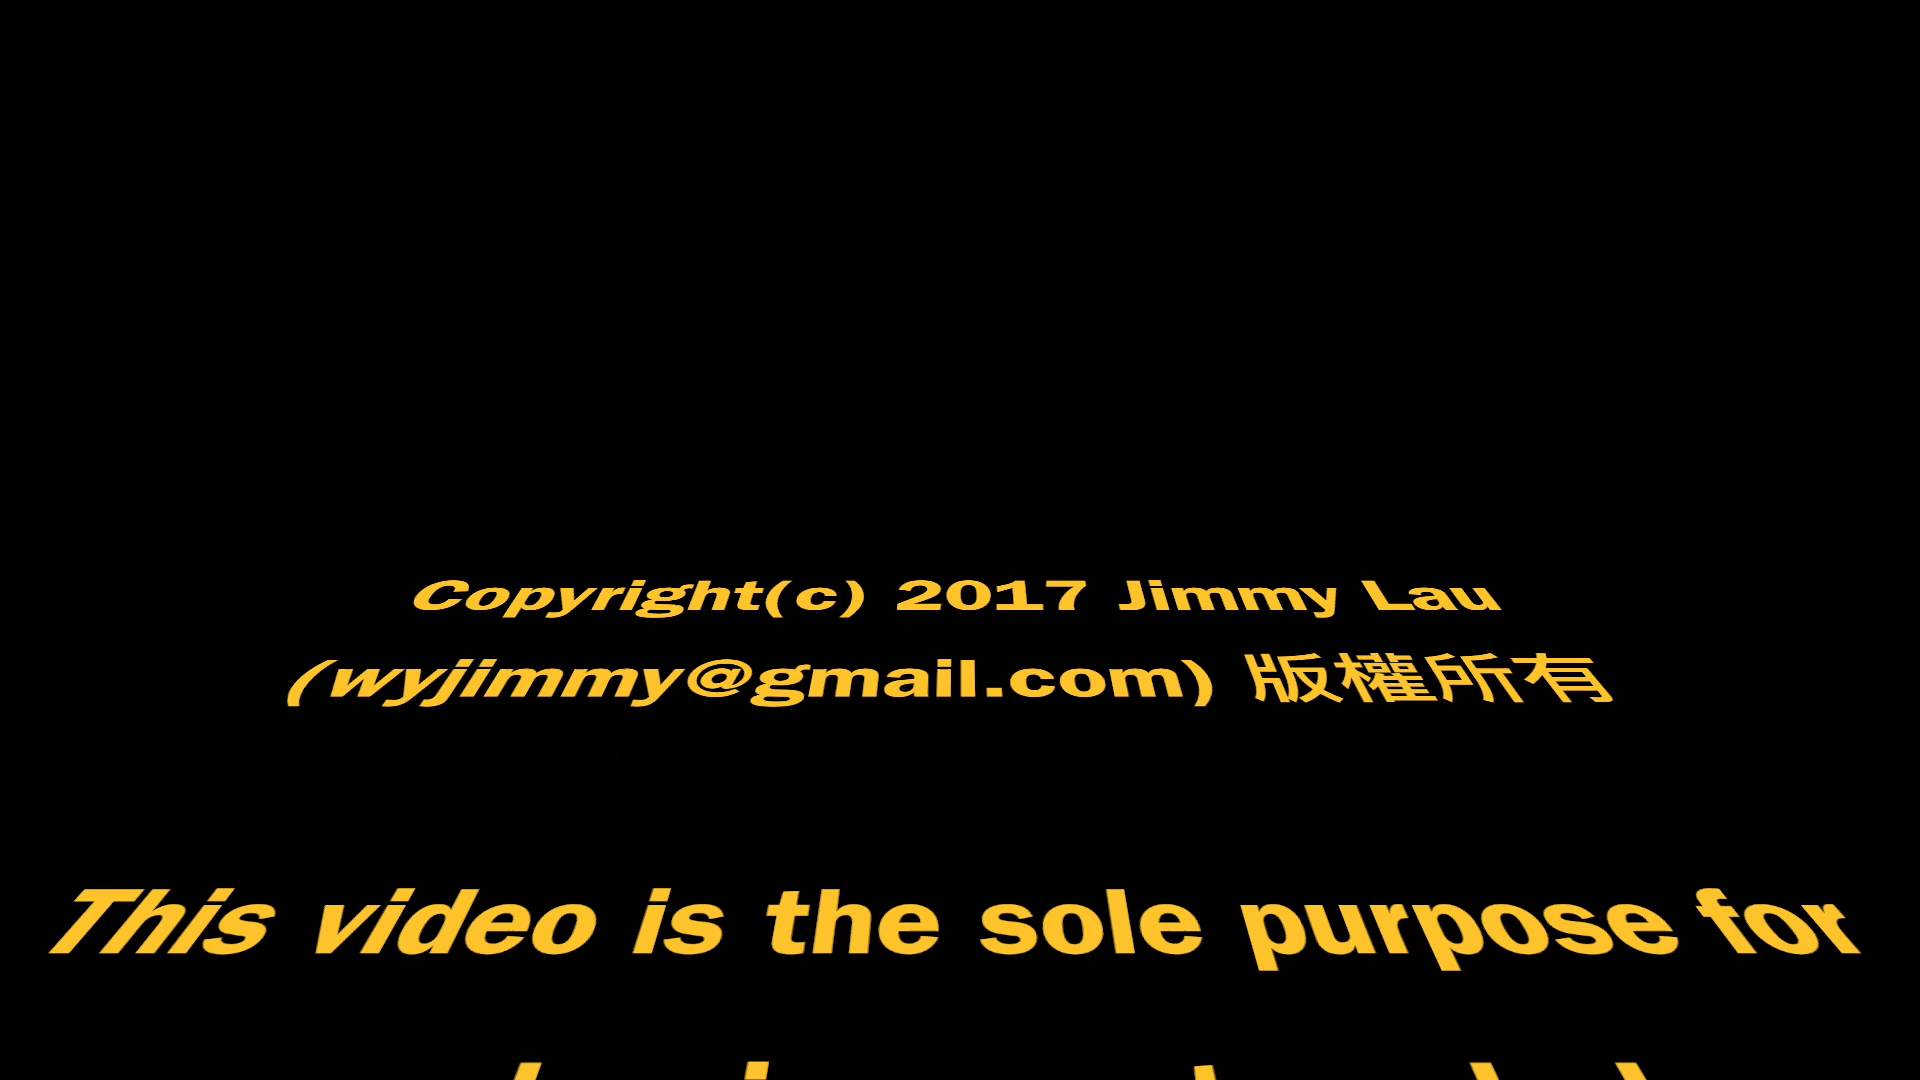 Copyright(c) 2017 Jimmy Lau
(wyjimmy@gmail.com) 版權所有
This video is the sole purpose for